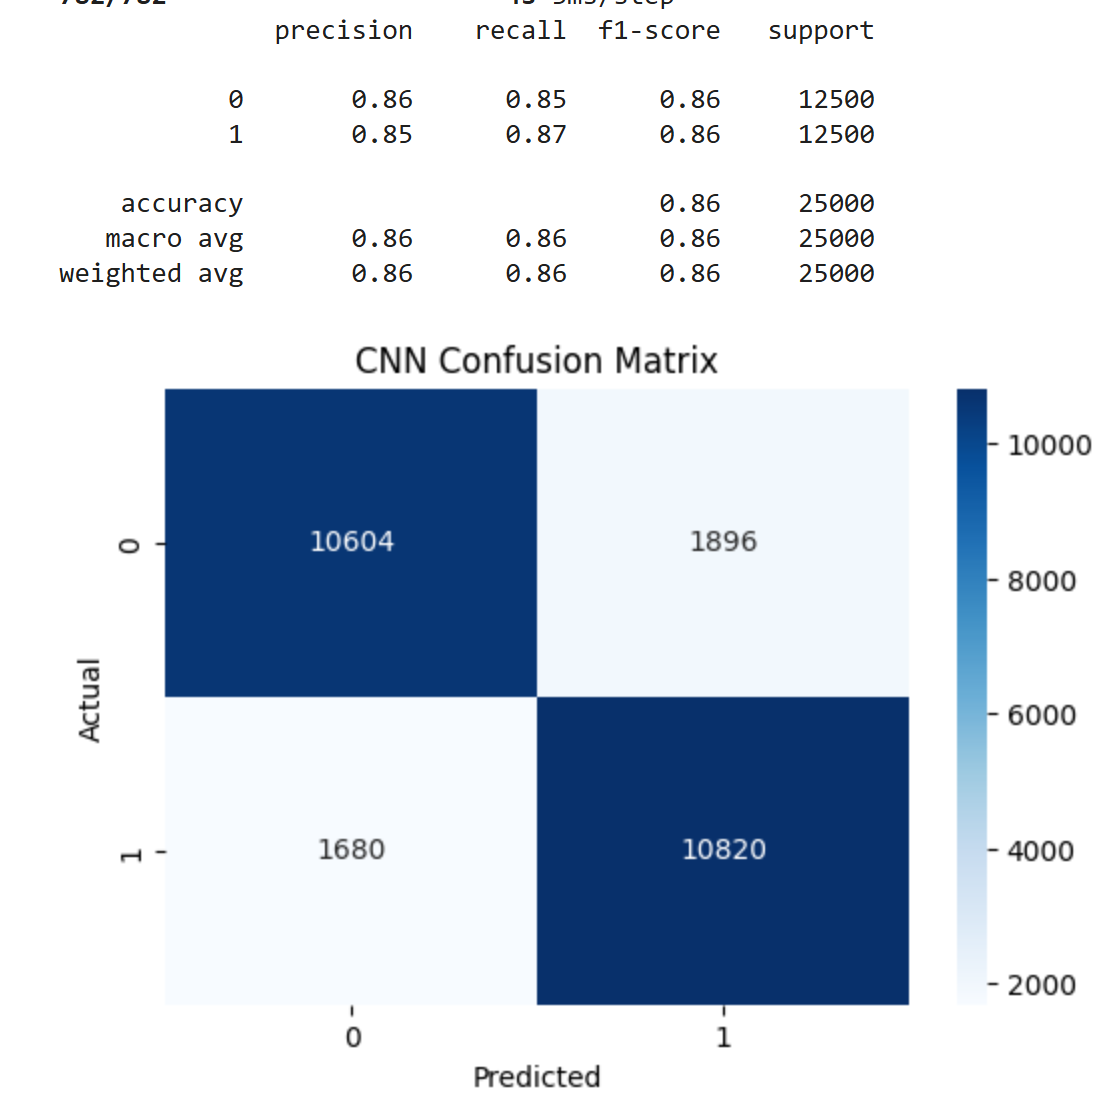 precision recall f1-score support
0 0.86 0.85 0.86 12500
1 0.85 0.87 0.86 12500
accuracy 0.86 25000
macro avg 0.86 0.86 0.86 25000
weighted avg 0.86 0.86 0.86 25000
CNN Confusion Matrix
10604 1896
1680 10820
0
1
Actual
0 1
Predicted
10000
8000
6000
4000
2000